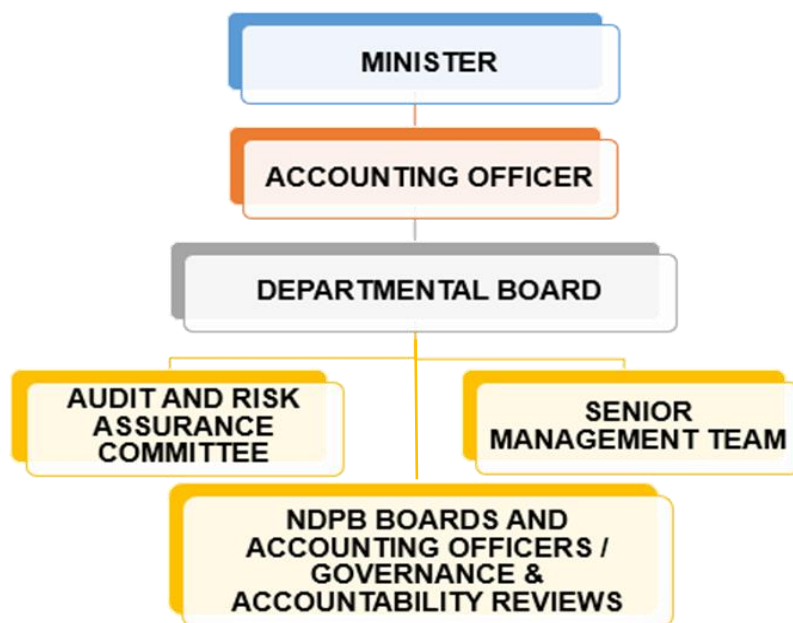 MINISTER
ACCOUNTING OFFICER
DEPARTMENTAL BOARD
AUDIT AND RISK
ASSURANCE
COMMITTEE
SENIOR
MANAGEMENT TEAM
NDPB BOARDS AND
ACCOUNTING OFFICERS /
GOVERNANCE &
ACCOUNTABILITY REVIEWS